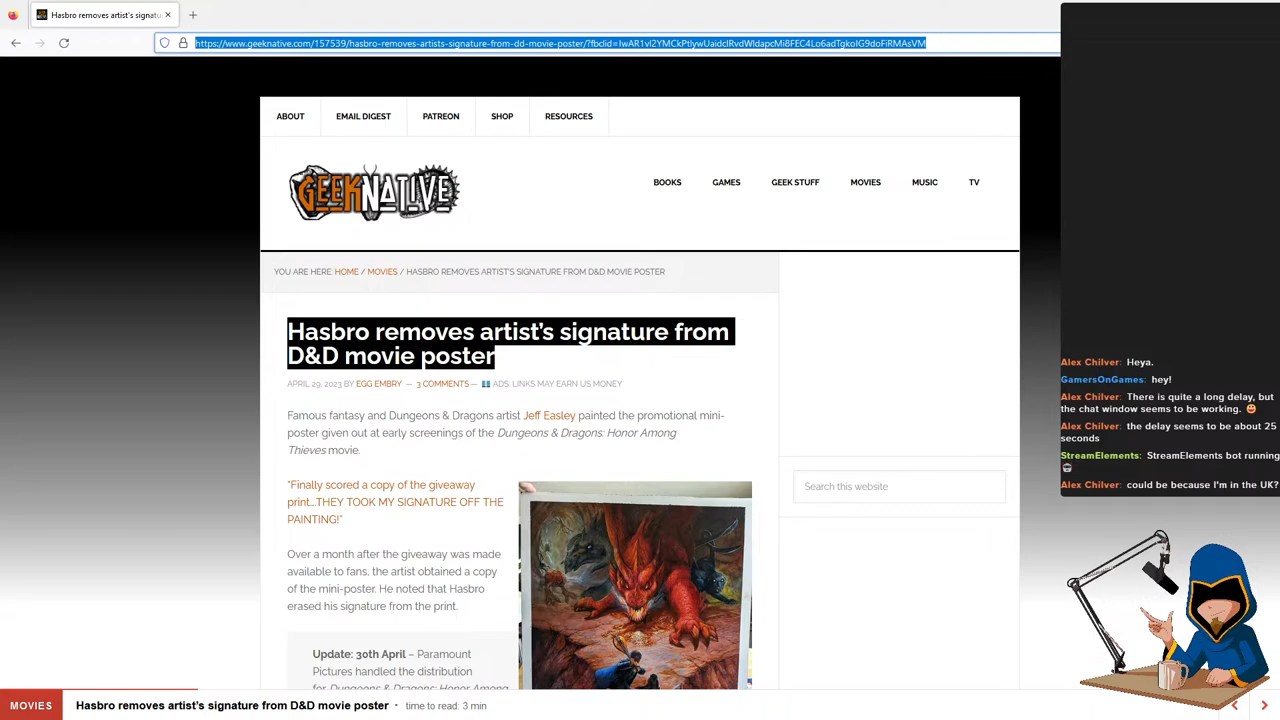 Hasbro removes artist's signatu
https://www.geeknative.com/157539/hasbro-removes-artists-signature-from-dd-movie-poster/?fbclid=IwAR1vl2YMCkPtIywUaidclRvdWldapcMi8FEC4Lo6adTgkoIG9doFiRMAsVM
ABOUT
EMAIL DIGEST
PATREON
SHOP
RESOURCES
GEEKNATIVE
BOOKS
GAMES
GEEK STUFF
MOVIES
MUSIC
TV
YOU ARE HERE: HOME / MOVIES / HASBRO REMOVES ARTIST'S SIGNATURE FROM D&D MOVIE POSTER
Hasbro removes artist's signature from
D&D movie poster
APRIL 29, 2023 BY EGG EMBRY — 3 COMMENTS — 💵 ADS: LINKS MAY EARN US MONEY
Famous fantasy and Dungeons & Dragons artist Jeff Easley painted the promotional mini-
poster given out at early screenings of the Dungeons & Dragons: Honor Among
Thieves movie.
"Finally scored a copy of the giveaway
print….THEY TOOK MY SIGNATURE OFF THE
PAINTING!"
Over a month after the giveaway was made
available to fans, the artist obtained a copy
of the mini-poster. He noted that Hasbro
erased his signature from the print.
Update: 30th April – Paramount
Pictures handled the distribution
for Dungeons & Dragons: Honor Among
Search this website
Alex Chilver: Heya.
GamersOnGames: hey!
Alex Chilver: There is quite a long delay, but
the chat window seems to be working. 😀
Alex Chilver: the delay seems to be about 25
seconds
StreamElements: StreamElements bot running
Alex Chilver: could be because I'm in the UK?
MOVIES
Hasbro removes artist's signature from D&D movie poster • time to read: 3 min